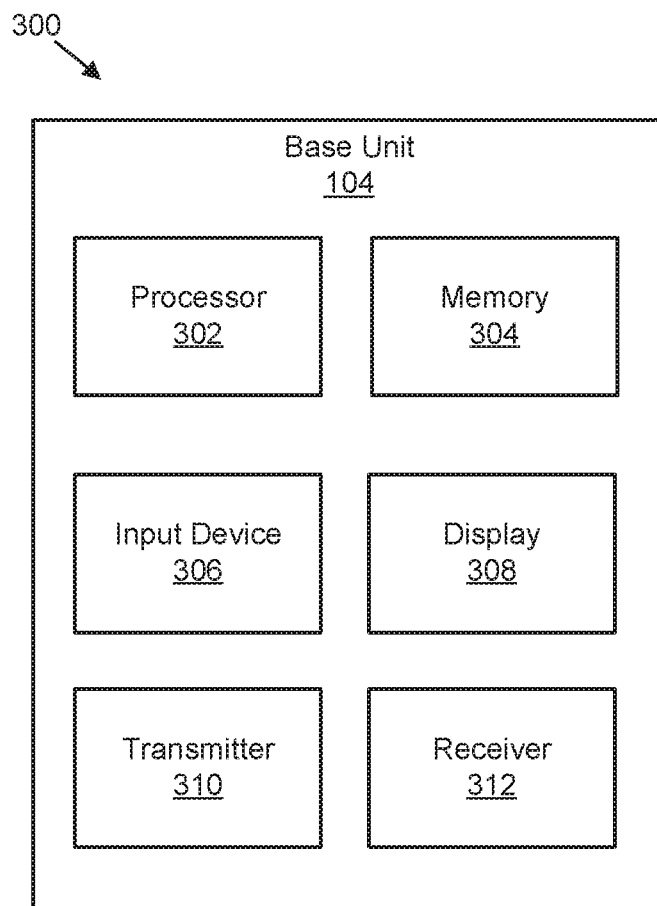 300
Base Unit
104
Processor
302
Memory
304
Input Device
306
Display
308
Transmitter
310
Receiver
312